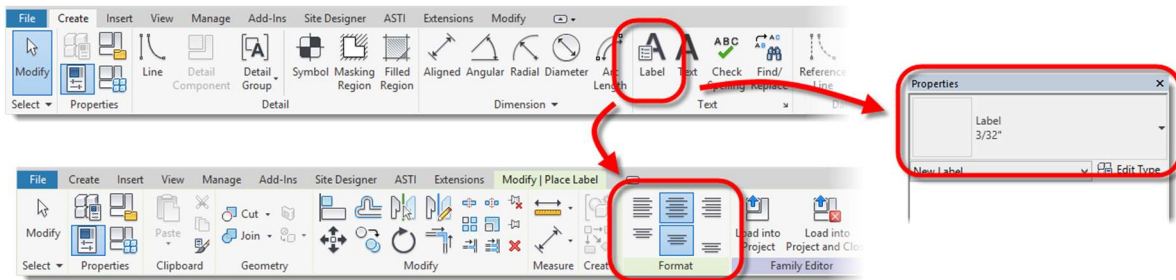 File Create Insert View Manage Add-Ins Site Designer ASTI Extensions Modify
Modify
Line
Detail Component
Detail Group
Symbol
Masking Region
Filled Region
Aligned
Angular
Radial
Diameter
Arc Length
Label
Text
ABC
Check Spelling
Find/ Replace
Reference Line
Select Properties Detail Dimension Text
Properties
Label
3/32"
New Label Edit Type
File Create Insert View Manage Add-Ins Site Designer ASTI Extensions Modify | Place Label
Modify
Paste
Cut
Join
Load into Project
Load into Project and Clo
Select Properties Clipboard Geometry Modify Measure Create Format Family Editor